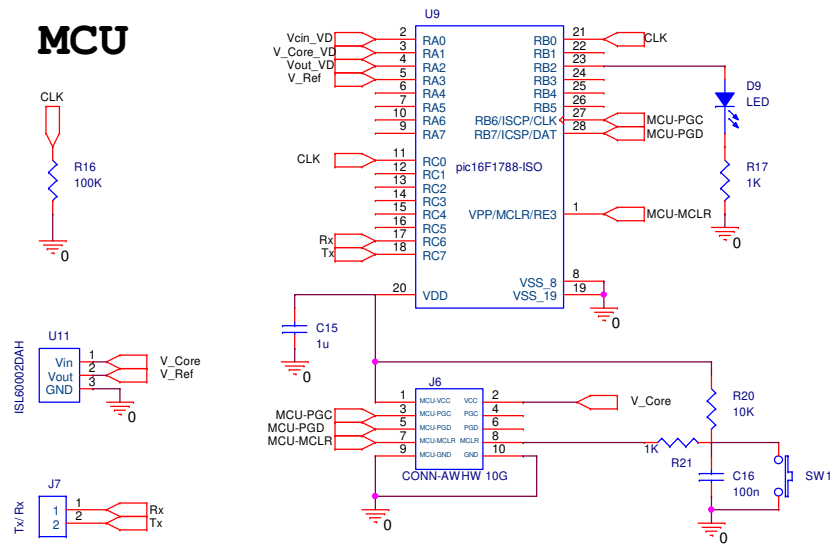 MCU
CLK
R16
100K
0
U9
Vcin_VD 2 RA0 RB0 21 CLK
V_Core_VD 3 RA1 RB1 22
Vout_VD 4 RA2 RB2 23
V_Ref 5 RA3 RB3 24
6 RA4 RB4 25
7 RA5 RB5 26
10 RA6 RB6/ISCP/CLK 27 MCU-PGC
9 RA7 RB7/ICSP/DAT 28 MCU-PGD
CLK 11 RC0
12 RC1 pic16F1788-ISO
13 RC2
14 RC3
15 RC4 VPP/MCLR/RE3 1 MCU-MCLR
16 RC5
Rx 17 RC6
Tx 18 RC7
VSS_8 8
20 VDD VSS_19 19
0
D9
LED
R17
1K
0
C15
1u
0
U11
ISL60002DAH
Vin 1 V_Core
Vout 2 V_Ref
GND 3
0
J6
1 MCU-VCC VCC 2 V_Core
MCU-PGC 3 MCU-PGC PGC 4
MCU-PGD 5 MCU-PGD PGD 6
MCU-MCLR 7 MCU-MCLR MCLR 8
9 MCU-GND GND 10
CONN-AWHW 10G
0
R20
10K
1K
R21
C16
100n
SW1
0
J7
Tx/Rx
1 1 Rx
2 2 Tx